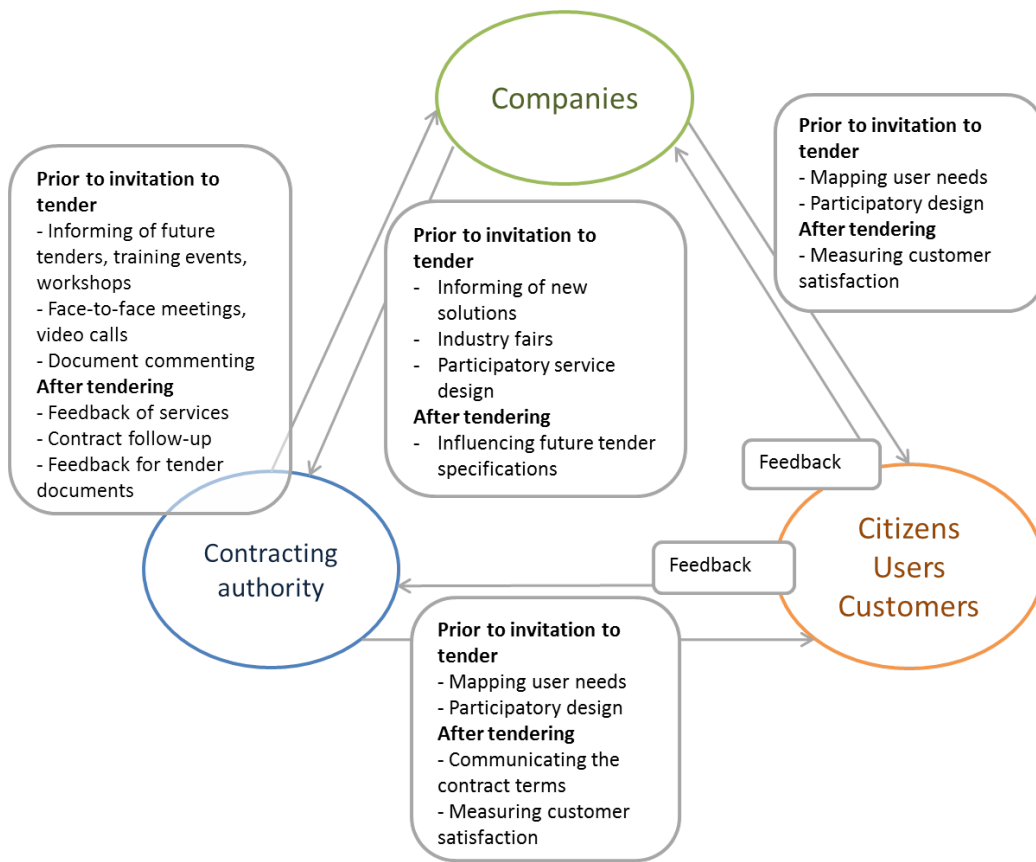 Companies
Prior to invitation to
tender
- Mapping user needs
- Participatory design
After tendering
- Measuring customer
satisfaction
Prior to invitation to
tender
- Informing of future
tenders, training events,
workshops
- Face-to-face meetings,
video calls
- Document commenting
After tendering
- Feedback of services
- Contract follow-up
- Feedback for tender
documents
Prior to invitation to
tender
- Informing of new
solutions
- Industry fairs
- Participatory service
design
After tendering
- Influencing future tender
specifications
Feedback
Citizens
Users
Customers
Contracting
authority
Feedback
Prior to invitation to
tender
- Mapping user needs
- Participatory design
After tendering
- Communicating the
contract terms
- Measuring customer
satisfaction